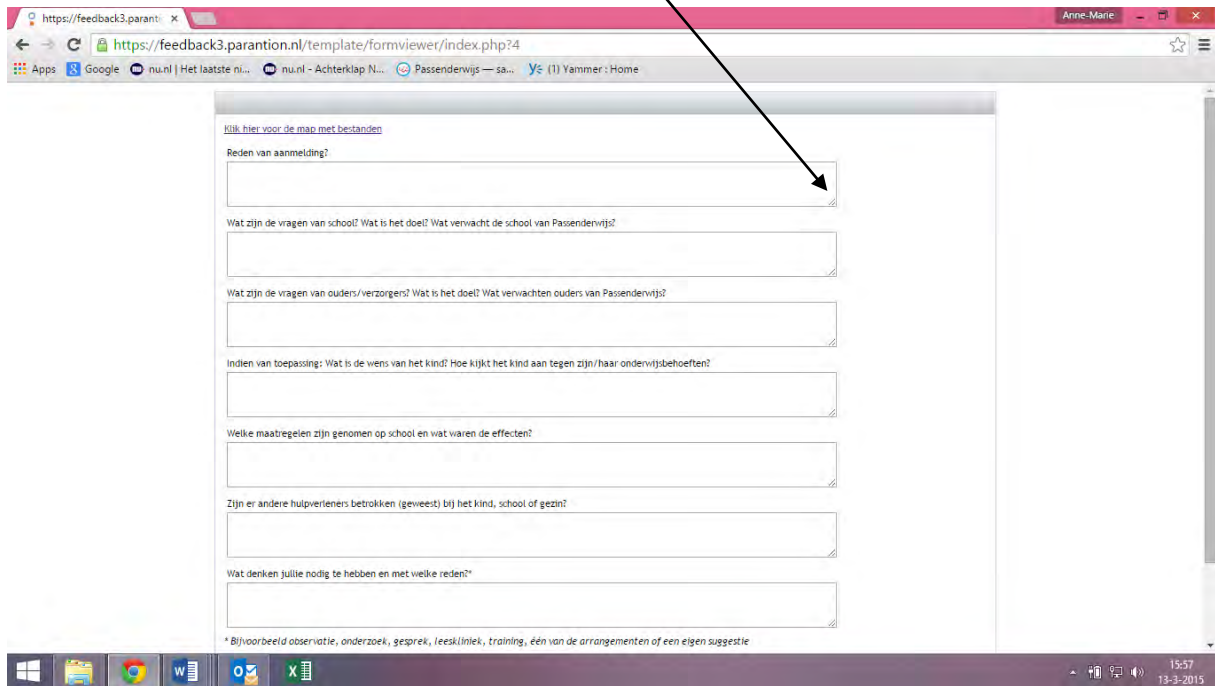 https://feedback3.paranti
Anne-Marie
https://feedback3.parantion.nl/template/formviewer/index.php?4
Apps Google nu.nl | Het laatste ni... nu.nl - Achterklap N... Passenderwijs — sa... (1) Yammer : Home
Klik hier voor de map met bestanden
Reden van aanmelding?
Wat zijn de vragen van school? Wat is het doel? Wat verwacht de school van Passenderwijs?
Wat zijn de vragen van ouders/verzorgers? Wat is het doel? Wat verwachten ouders van Passenderwijs?
Indien van toepassing: Wat is de wens van het kind? Hoe kijkt het kind aan tegen zijn/haar onderwijsbehoeften?
Welke maatregelen zijn genomen op school en wat waren de effecten?
Zijn er andere hulpverleners betrokken (geweest) bij het kind, school of gezin?
Wat denken jullie nodig te hebben en met welke reden?*
* Bijvoorbeeld observatie, onderzoek, gesprek, leeskliniek, training, één van de arrangementen of een eigen suggestie
15:57
13-3-2015